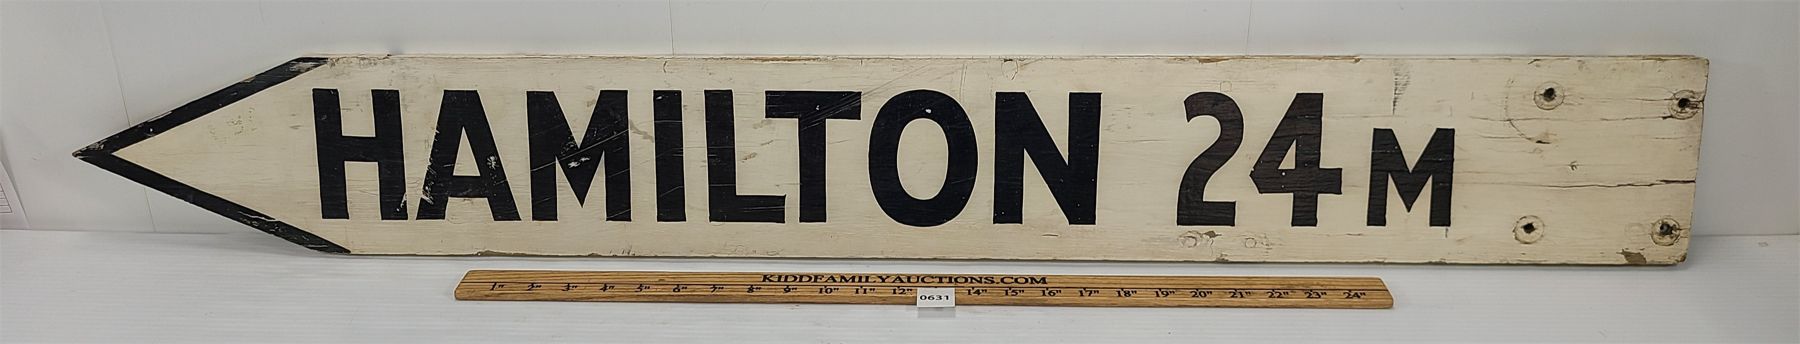 HAMILTON 24M
KIDDFAMILYAUCTIONS.COM
1" 2" 3" 4" 5" 6" 7" 8" 9" 10" 11" 12" 0631 14" 15" 16" 17" 18" 19" 20" 21" 22" 23" 24"